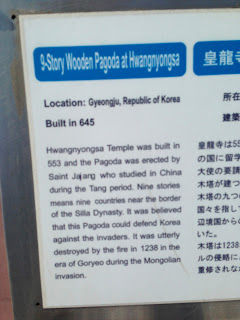 9-Story Wooden Pagoda at Hwangnyongsa
皇龍寺
Location: Gyeongju, Republic of Korea
所在
Built in 645
建築
Hwangnyongsa Temple was built in
553 and the Pagoda was erected by
Saint Jajang who studied in China
during the Tang period. Nine stories
means nine countries near the border
of the Silla Dynasty. It was believed
that this Pagoda could defend Korea
against the invaders. It was utterly
destroyed by the fire in 1238 in the
era of Goryeo during the Mongolian
invasion.
皇龍寺は55
の国に留学
大使の要請
木塔が建つ
木塔の九つ
国々を指して
辺境国から
いた。
木塔は1238
ルの侵略に
重修されな